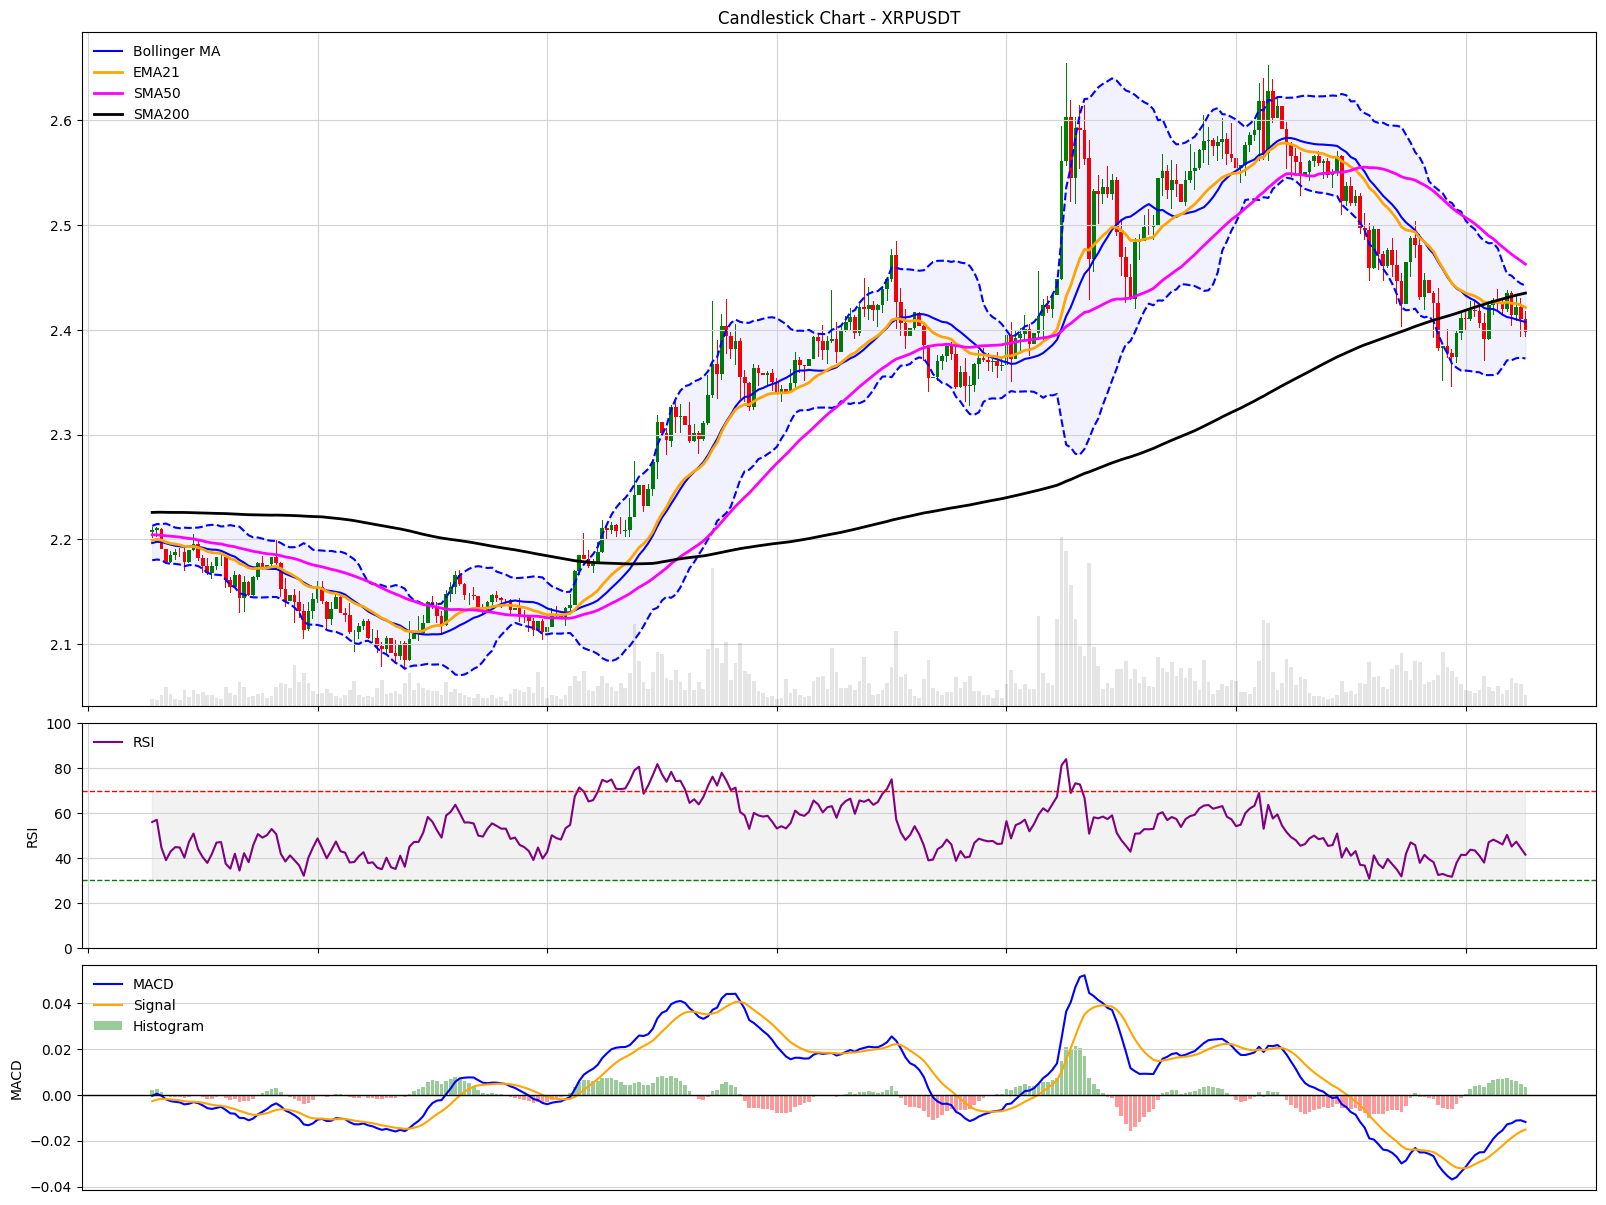 Candlestick Chart - XRPUSDT
Bollinger MA
EMA21
SMA50
SMA200
2.6
2.5
2.4
2.3
2.2
2.1
100
80
60
40
20
0
RSI
RSI
MACD
Signal
Histogram
0.04
0.02
0.00
−0.02
−0.04
MACD